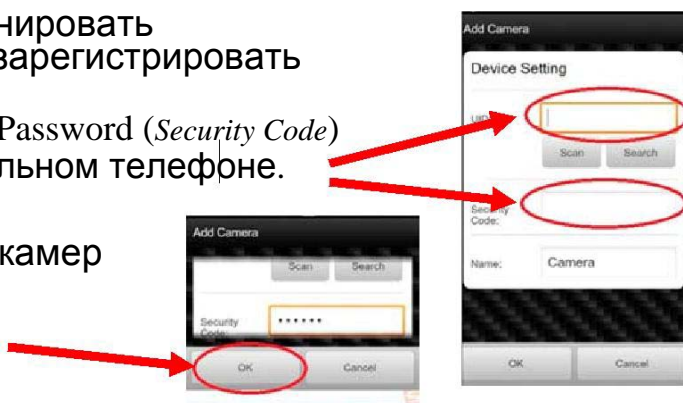 нировать
зарегистрировать
Password (Security Code)
льном телефоне.
камер
Add Camera
Scan Search
Security
Code:
••••••
OK Cancel
Add Camera
Device Setting
UID
Scan Search
Security
Code:
Name: Camera
OK Cancel